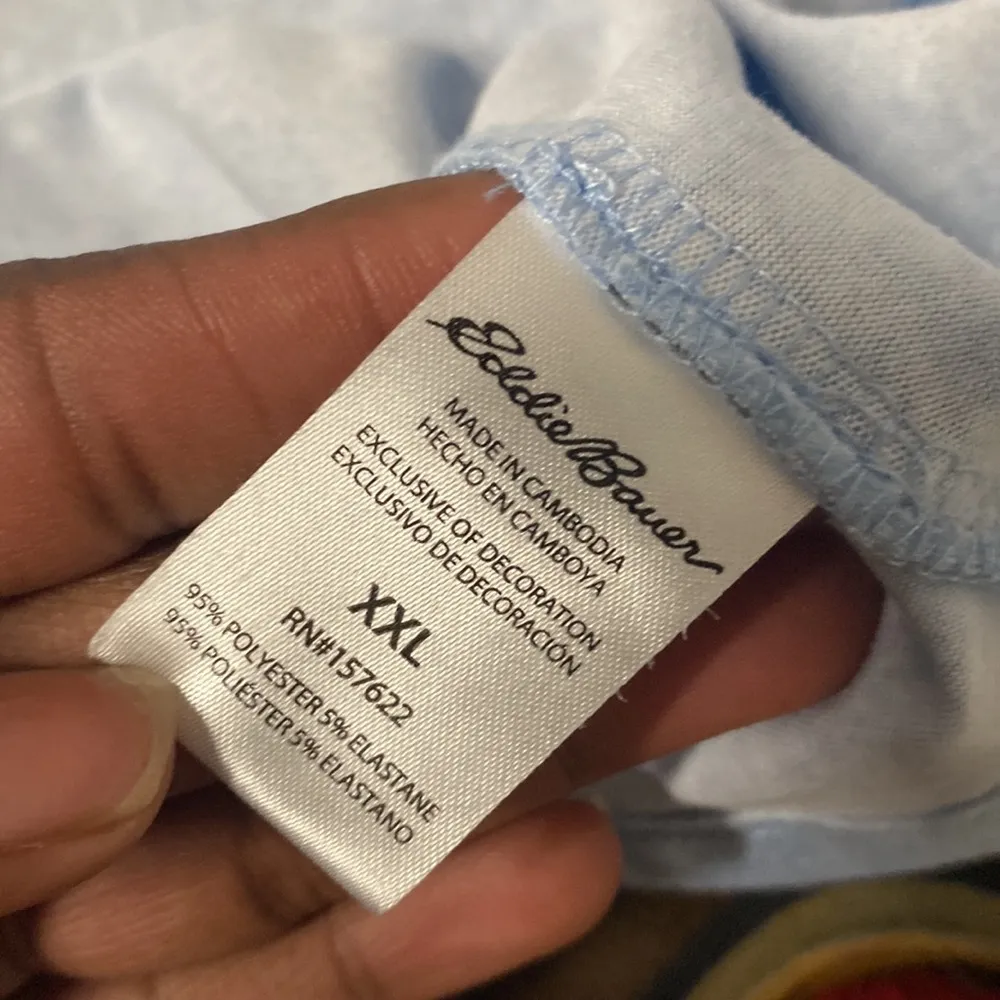 Eddie Bauer
MADE IN CAMBODIA
HECHO EN CAMBOYA
EXCLUSIVE OF DECORATION
EXCLUSIVO DE DECORACIÓN
XXL
RN#157622
95% POLYESTER 5% ELASTANE
95% POLIÉSTER 5% ELASTANO